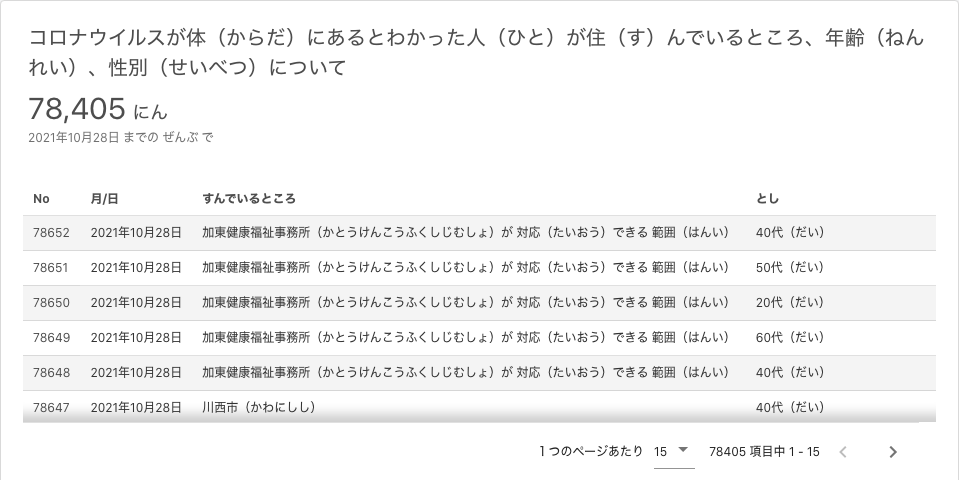 コロナウイルスが体（からだ）にあるとわかった人（ひと）が住（す）んでいるところ、年齢（ねん
れい）、性別（せいべつ）について
78,405 にん
2021年10月28日 までの ぜんぶ で
No 月/日 すんでいるところ とし
78652 2021年10月28日 加東健康福祉事務所（かとうけんこうふくしじむしょ）が 対応（たいおう）できる 範囲（はんい） 40代（だい）
78651 2021年10月28日 加東健康福祉事務所（かとうけんこうふくしじむしょ）が 対応（たいおう）できる 範囲（はんい） 50代（だい）
78650 2021年10月28日 加東健康福祉事務所（かとうけんこうふくしじむしょ）が 対応（たいおう）できる 範囲（はんい） 20代（だい）
78649 2021年10月28日 加東健康福祉事務所（かとうけんこうふくしじむしょ）が 対応（たいおう）できる 範囲（はんい） 60代（だい）
78648 2021年10月28日 加東健康福祉事務所（かとうけんこうふくしじむしょ）が 対応（たいおう）できる 範囲（はんい） 40代（だい）
78647 2021年10月28日 川西市（かわにしし） 40代（だい）
1 つのページあたり 15 78405 項目中 1 - 15